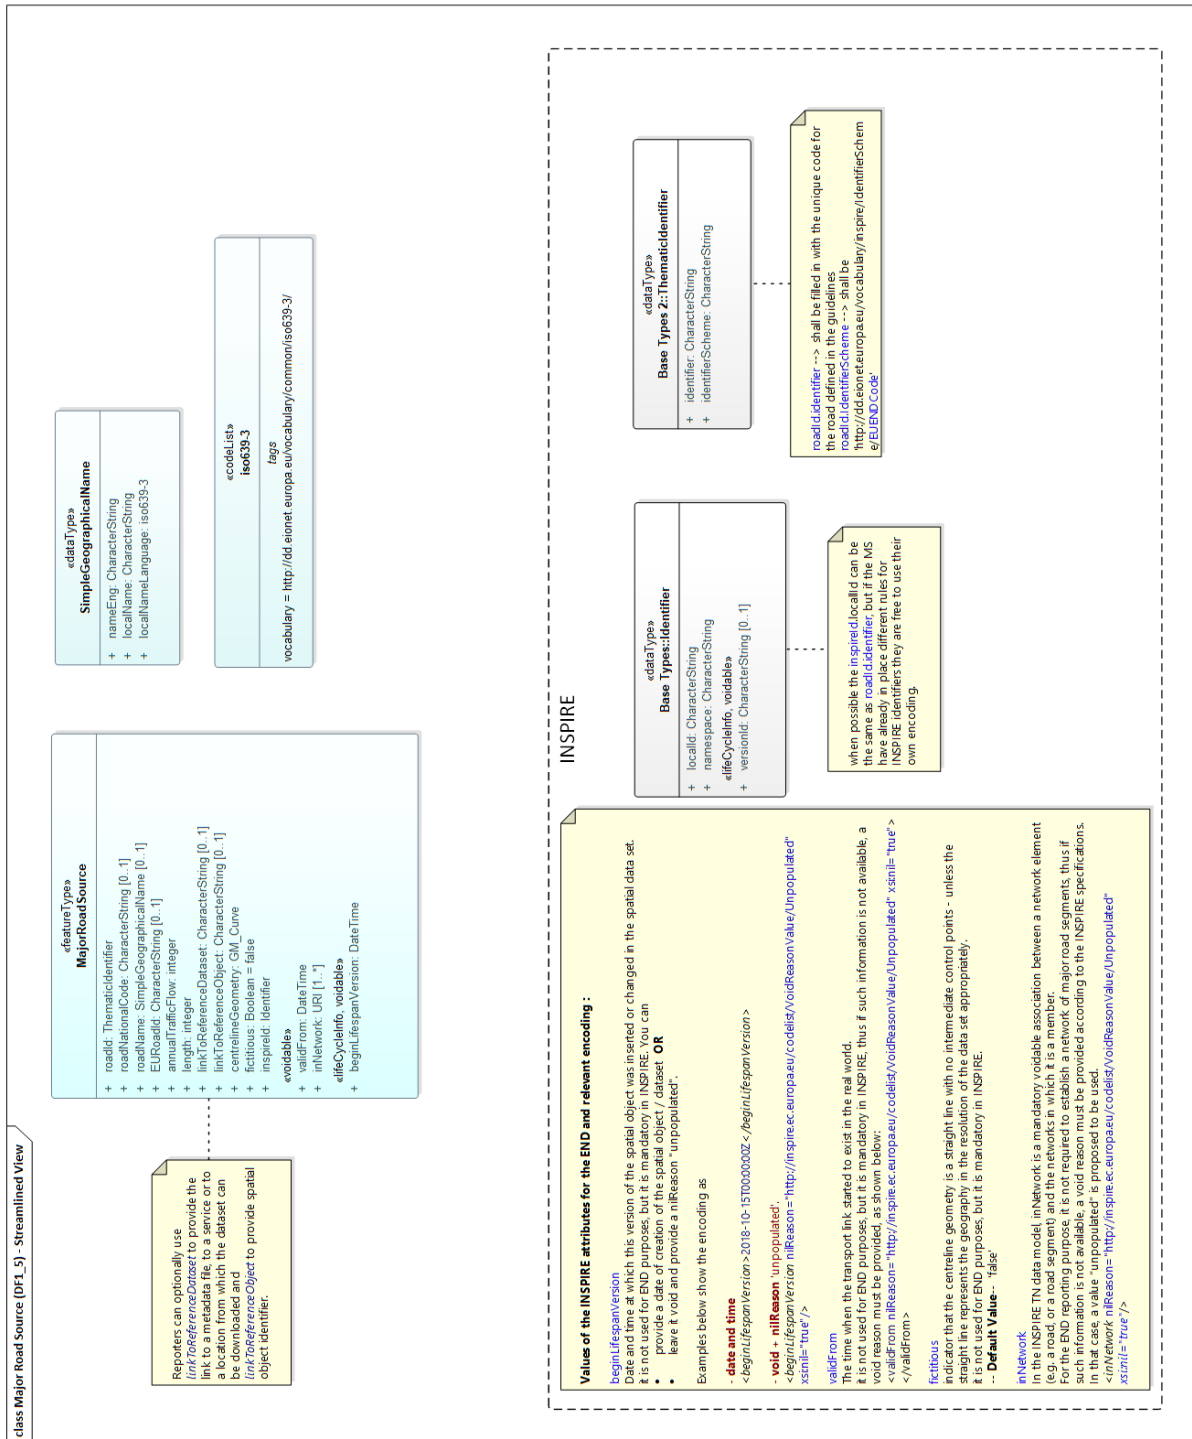 class Major Road Source (DF1_5) - Streamlined View
Reporters can optionally use
linkToReferenceDataset to provide the
link to a metadata file, to a service or to
a location from which the dataset can
be downloaded and
linkToReferenceObject to provide spatial
object identifier.
«featureType»
MajorRoadSource
+ roadId: ThematicIdentifier
+ roadNationalCode: CharacterString [0..1]
+ roadName: SimpleGeographicalName [0..1]
+ EURoadId: CharacterString [0..1]
+ annualTrafficFlow: integer
+ length: integer
+ linkToReferenceDataset: CharacterString [0..1]
+ linkToReferenceObject: CharacterString [0..1]
+ centrelineGeometry: GM_Curve
+ fictitious: Boolean = false
+ inspireId: Identifier
«voidable»
+ validFrom: DateTime
+ inNetwork: URI [1..*]
«lifeCycleInfo, voidable»
+ beginLifespanVersion: DateTime
«dataType»
SimpleGeographicalName
+ nameEng: CharacterString
+ localName: CharacterString
+ localNameLanguage: iso639-3
«codeList»
iso639-3
tags
vocabulary = http://dd.eionet.europa.eu/vocabulary/common/iso639-3/
INSPIRE
Values of the INSPIRE attributes for the END and relevant encoding :
beginLifespanVersion
Date and time at which this version of the spatial object was inserted or changed in the spatial data set.
it is not used for END purposes, but it is mandatory in INSPIRE. You can
• provide a date of creation of the spatial object / dataset OR
• leave it void and provide a nilReason "unpopulated".
Examples below show the encoding as
- date and time
<beginLifespanVersion>2018-10-15T00:00:00Z</beginLifespanVersion>
- void + nilReason 'unpopulated'.
<beginLifespanVersion nilReason="http://inspire.ec.europa.eu/codelist/VoidReasonValue/Unpopulated"
xsi:nil="true"/>
validFrom
The time when the transport link started to exist in the real world.
it is not used for END purposes, but it is mandatory in INSPIRE, thus if such information is not available, a
void reason must be provided, as shown below:
<validFrom nilReason="http://inspire.ec.europa.eu/codelist/VoidReasonValue/Unpopulated" xsi:nil="true">
</validFrom>
fictitious
indicator that the centreline geometry is a straight line with no intermediate control points - unless the
straight line represents the geography in the resolution of the data set appropriately.
it is not used for END purposes, but it is mandatory in INSPIRE.
-- Default Value-- 'false'
inNetwork
In the INSPIRE TN data model, inNetwork is a mandatory voidable association between a network element
(e.g. a road, or a road segment) and the networks in which it is a member.
For the END reporting purpose, it is not required to establish a network of major road segments, thus if
such information is not available, a void reason must be provided according to the INSPIRE specifications.
In that case, a value "unpopulated" is proposed to be used.
<inNetwork nilReason="http://inspire.ec.europa.eu/codelist/VoidReasonValue/Unpopulated"
xsi:nil="true"/>
«dataType»
Base Types::Identifier
+ localId: CharacterString
+ namespace: CharacterString
«lifeCycleInfo, voidable»
+ versionId: CharacterString [0..1]
when possible the inspireId.localId can be
the same as roadId.identifier, but if the MS
have already in place different rules for
INSPIRE identifiers they are free to use their
own encoding.
«dataType»
Base Types 2::ThematicIdentifier
+ identifier: CharacterString
+ identifierScheme: CharacterString
roadId.identifier --> shall be filled in with the unique code for
the road defined in the guidelines
roadId.IdentifierScheme --> shall be
'http://dd.eionet.europa.eu/vocabulary/inspire/IdentifierSchem
e/EUENDCode'